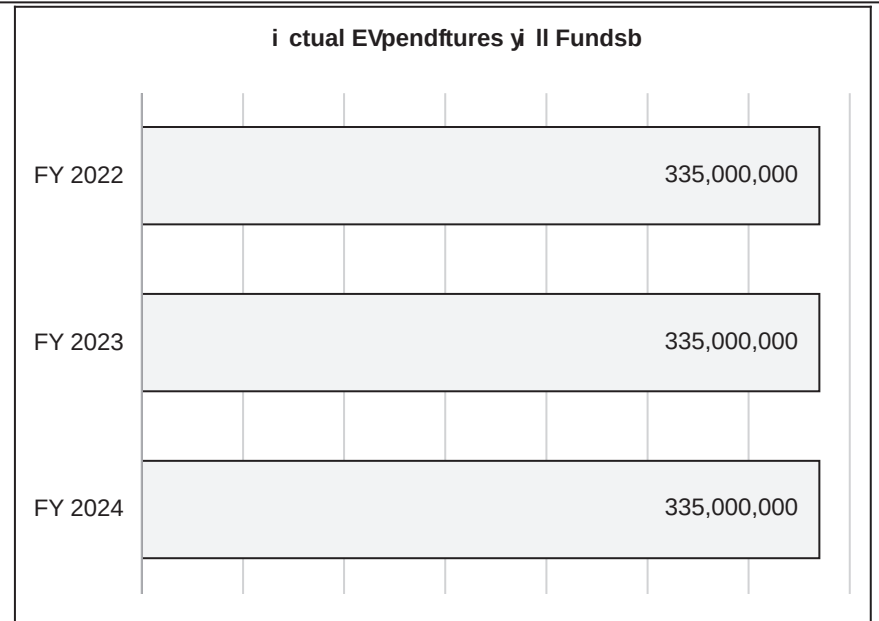 i ctual EVpendftures yi ll Fundsb
FY 2022
335,000,000
FY 2023
335,000,000
FY 2024
335,000,000